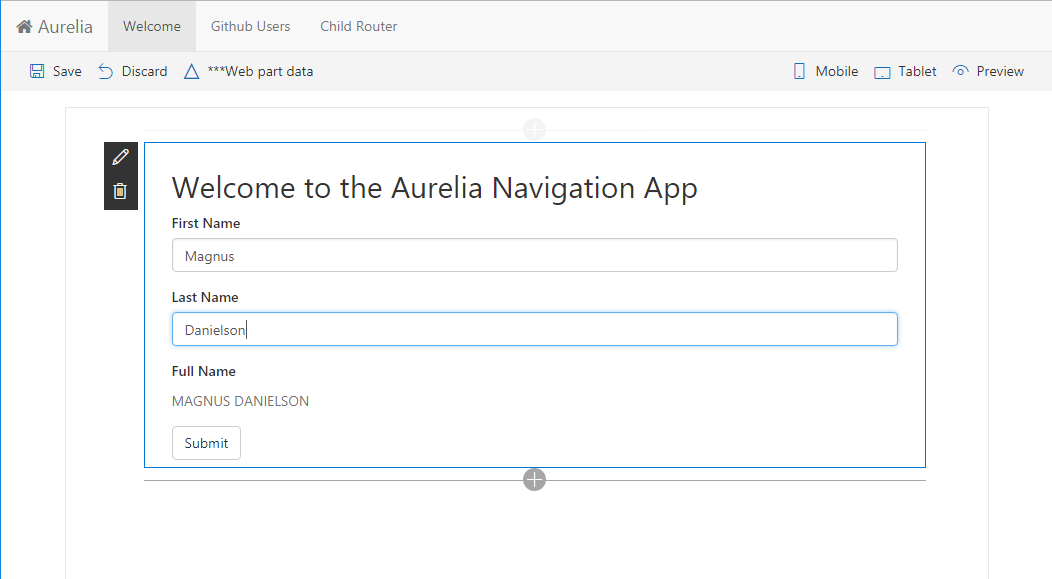 Aurelia Welcome Github Users Child Router
Save Discard ***Web part data Mobile Tablet Preview
Welcome to the Aurelia Navigation App
First Name
Magnus
Last Name
Danielson
Full Name
MAGNUS DANIELSON
Submit